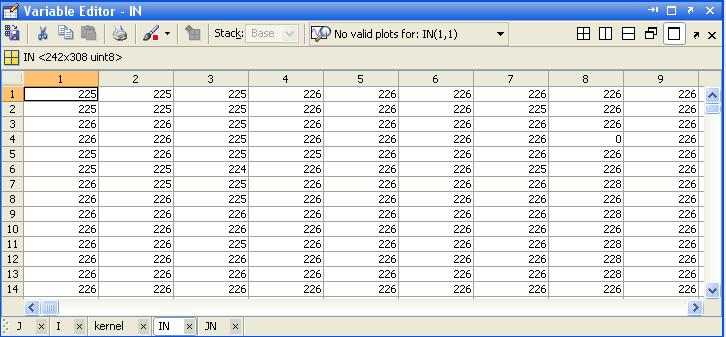 Variable Editor - IN
Stack: Base No valid plots for: IN(1,1)
IN <242x308 uint8>
1 2 3 4 5 6 7 8 9
1 225 225 225 226 226 226 226 226 226
2 225 225 225 226 226 226 225 226 226
3 226 226 226 226 226 226 226 226 226
4 226 226 225 226 226 226 226 0 226
5 225 226 225 225 226 226 226 226 226
6 225 225 224 226 226 226 225 226 226
7 226 225 225 226 226 226 226 228 226
8 226 225 225 226 226 226 226 226 226
9 226 226 226 226 226 226 226 228 226
10 226 226 226 226 226 226 226 226 226
11 226 226 225 226 226 226 226 228 226
12 226 226 226 226 226 226 226 228 226
13 226 226 226 226 226 226 226 228 226
14 226 226 226 226 226 226 226 226 226
J I kernel IN JN